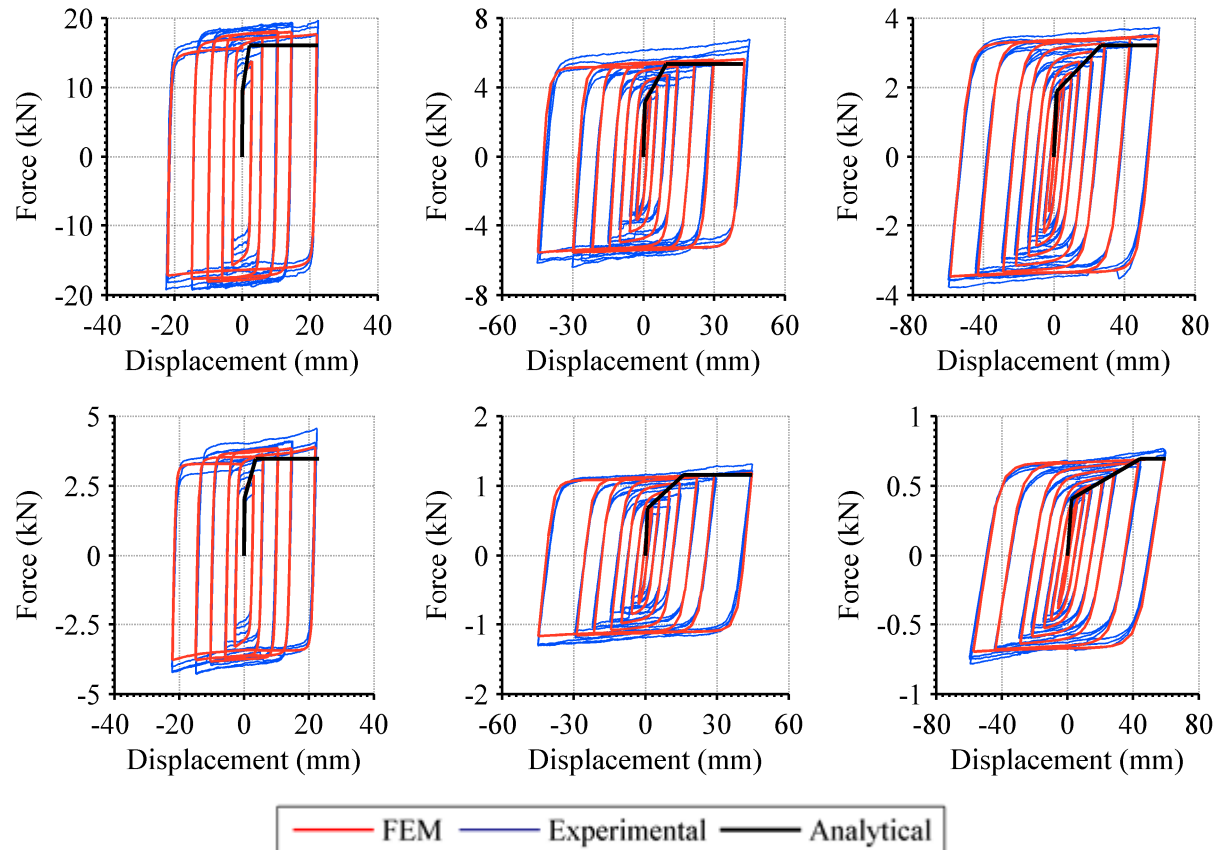 20
10
0
-10
-20
-40 -20 0 20 40
Force (kN)
Displacement (mm)
8
4
0
-4
-8
-60 -30 0 30 60
Force (kN)
Displacement (mm)
4
2
0
2
-4
-80 -40 0 40 80
Force (kN)
Displacement (mm)
5
2.5
0
-2.5
-5
-40 -20 0 20 40
Force (kN)
Displacement (mm)
2
1
0
-1
-2
-60 -30 0 30 60
Force (kN)
Displacement (mm)
1
0.5
0
-0.5
-1
-80 -40 0 40 80
Force (kN)
Displacement (mm)
FEM Experimental Analytical